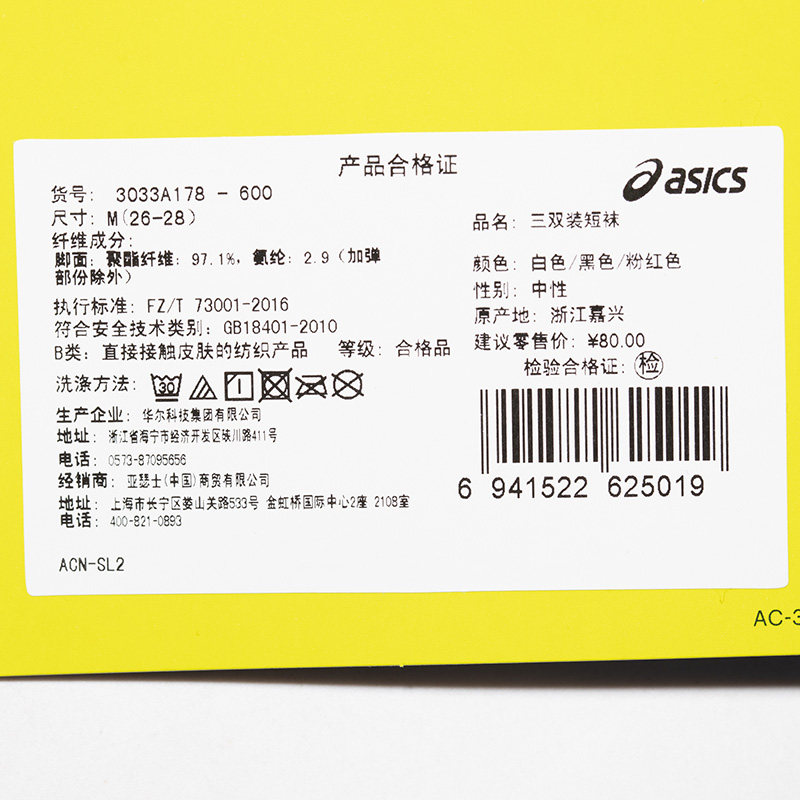 产品合格证
asics
货号: 3033A178 - 600
尺寸: M(26-28)
纤维成分:
脚面: 聚酯纤维: 97.1%, 氨纶: 2.9 (加弹
部份除外)
执行标准: FZ/T 73001-2016
符合安全技术类别: GB18401-2010
B类: 直接接触皮肤的纺织产品 等级: 合格品
洗涤方法: 30
生产企业: 华尔科技集团有限公司
地址: 浙江省海宁市经济开发区硖川路411号
电话: 0573-87095656
经销商: 亚瑟士(中国)商贸有限公司
地址: 上海市长宁区娄山关路533号 金虹桥国际中心2座 2108室
电话: 400-821-0893
ACN-SL2
品名: 三双装短袜
颜色: 白色/黑色/粉红色
性别: 中性
原产地: 浙江嘉兴
建议零售价: ¥80.00
检验合格证: 检
6 941522 625019
AC-3